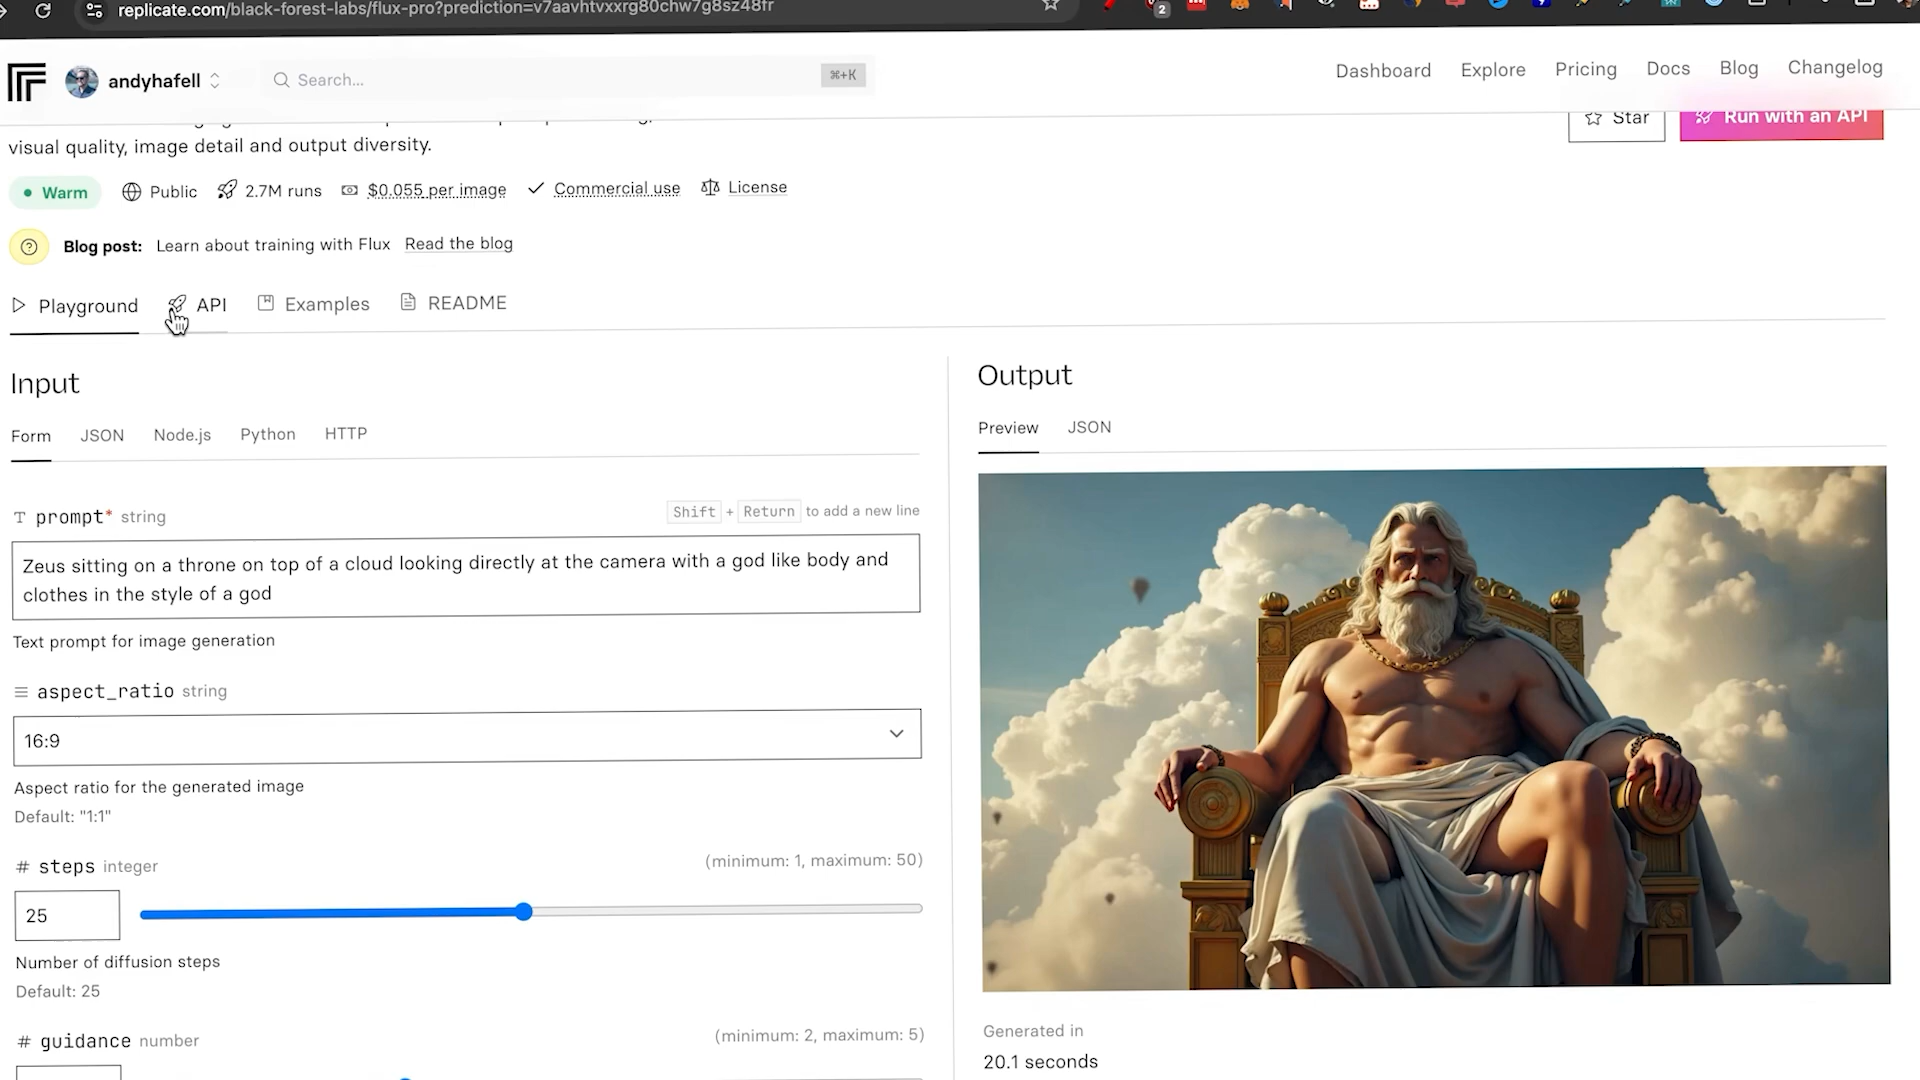 replicate.com/black-forest-labs/flux-pro?prediction=v7aavhtvxxrg80chw7g8sz48fr
2
andyhafell
Search...
⌘+K
Dashboard
Explore
Pricing
Docs
Blog
Changelog
visual quality, image detail and output diversity.
Star
Run with an API
Warm
Public
2.7M runs
$0.055 per image
Commercial use
License
Blog post: Learn about training with Flux Read the blog
Playground
API
Examples
README
Input
Form
JSON
Node.js
Python
HTTP
T prompt* string
Shift + Return to add a new line
Zeus sitting on a throne on top of a cloud looking directly at the camera with a god like body and
clothes in the style of a god
Text prompt for image generation
aspect_ratio string
16:9
Aspect ratio for the generated image
Default: "1:1"
# steps integer
(minimum: 1, maximum: 50)
25
Number of diffusion steps
Default: 25
# guidance number
(minimum: 2, maximum: 5)
Output
Preview
JSON
Generated in
20.1 seconds